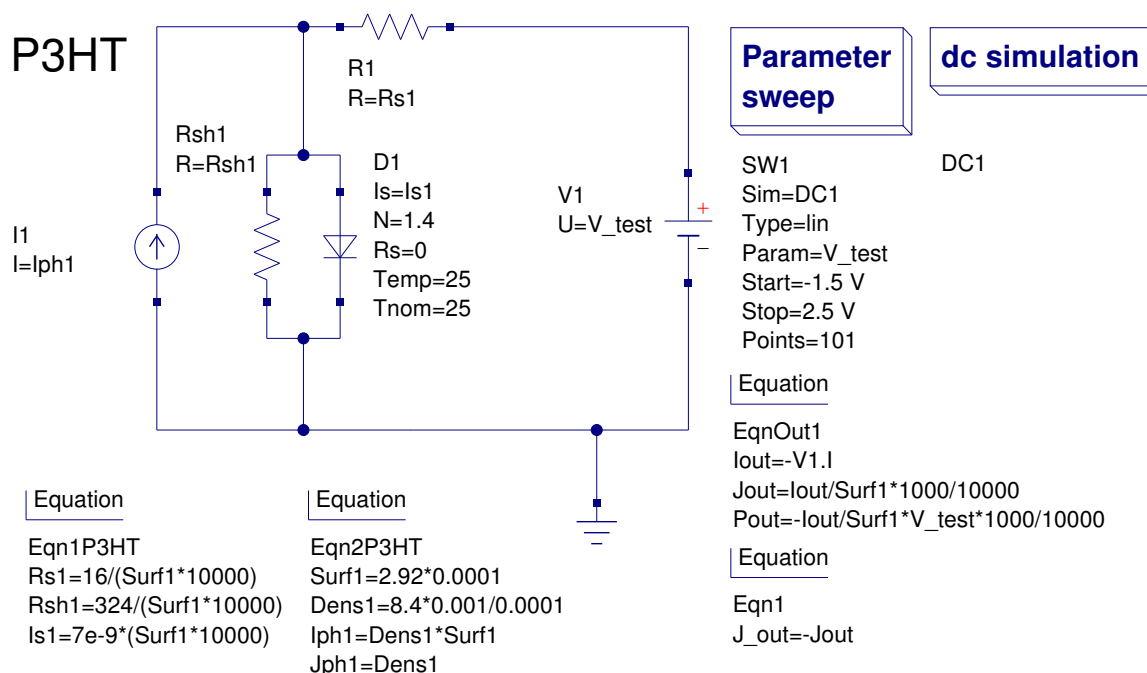 P3HT
R1
R=Rs1
Rsh1
R=Rsh1
D1
Is=Is1
N=1.4
Rs=0
Temp=25
Tnom=25
I1
I=Iph1
V1
U=V_test
+
−
Parameter
sweep
dc simulation
SW1
Sim=DC1
Type=lin
Param=V_test
Start=-1.5 V
Stop=2.5 V
Points=101
DC1
Equation
EqnOut1
Iout=-V1.I
Jout=Iout/Surf1*1000/10000
Pout=-Iout/Surf1*V_test*1000/10000
Equation
Eqn1
J_out=-Jout
Equation
Eqn1P3HT
Rs1=16/(Surf1*10000)
Rsh1=324/(Surf1*10000)
Is1=7e-9*(Surf1*10000)
Equation
Eqn2P3HT
Surf1=2.92*0.0001
Dens1=8.4*0.001/0.0001
Iph1=Dens1*Surf1
Jph1=Dens1